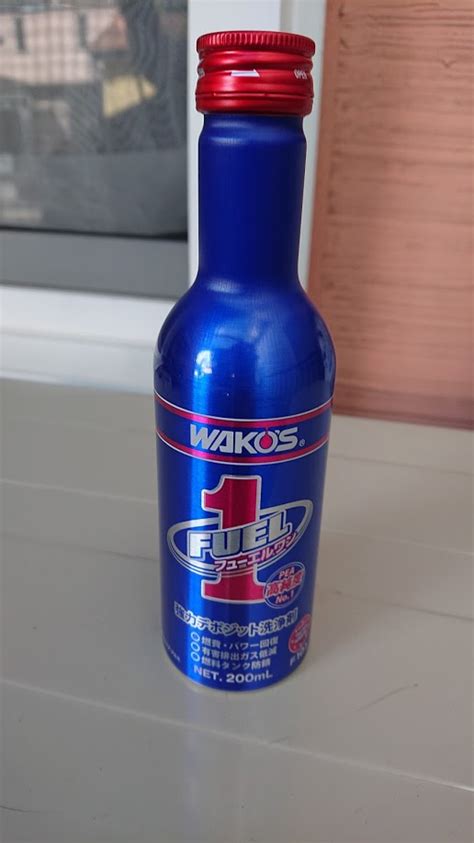 OPEN
WAKO'S®
1
FUEL
フューエルワン
PEA
高純度
No.1
強力デポジット洗浄剤
燃費・パワー回復
有害排出ガス低減
燃料タンク防錆
NET. 200mL